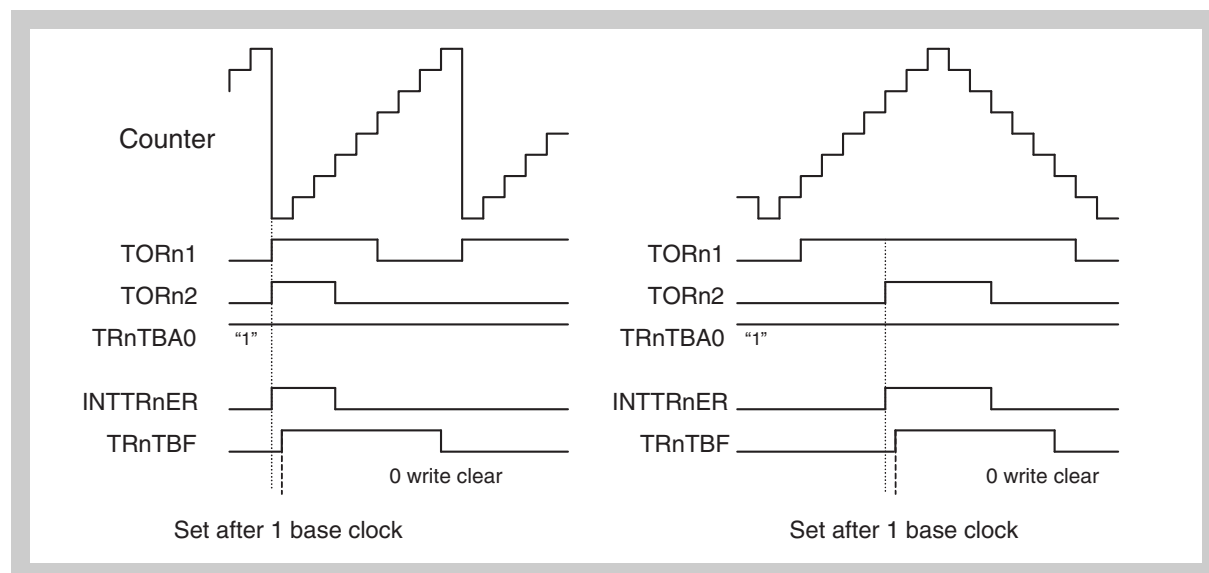 Counter
TORn1
TORn2
TRnTBA0 “1”
INTTRnER
TRnTBF
0 write clear
Set after 1 base clock
TORn1
TORn2
TRnTBA0 “1”
INTTRnER
TRnTBF
0 write clear
Set after 1 base clock